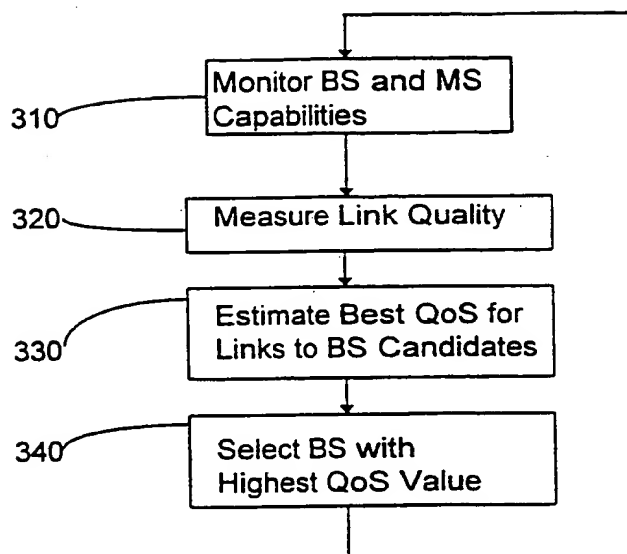 310
Monitor BS and MS
Capabilities
320
Measure Link Quality
330
Estimate Best QoS for
Links to BS Candidates
340
Select BS with
Highest QoS Value